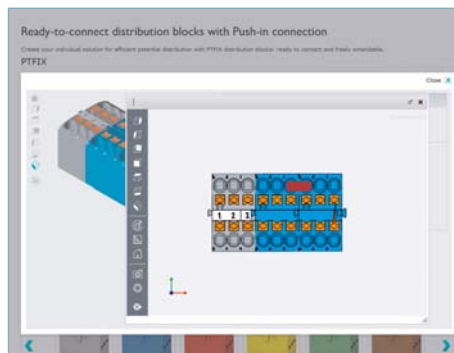 Ready-to-connect distribution blocks with Push-in connection
Create your individual solution for efficient potential distribution with PTFIX distribution blocks: ready to connect and freely extendable.
PTFIX
Close X
1 2 3